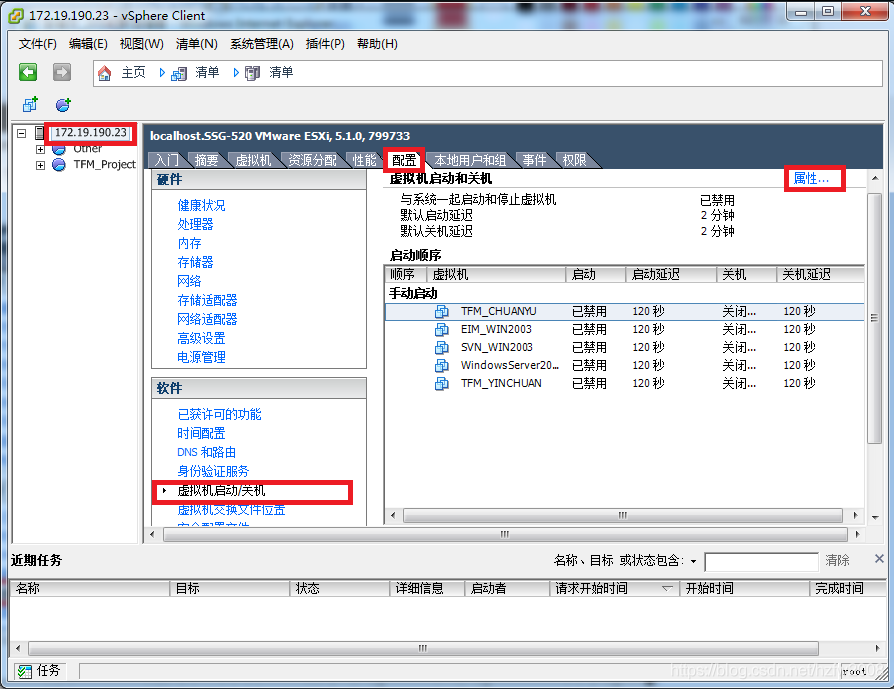 172.19.190.23 - vSphere Client
文件(F) 编辑(E) 视图(V) 清单(N) 系统管理(A) 插件(P) 帮助(H)
主页 清单 清单
172.19.190.23
Other
TFM_Project
localhost.SSG-520 VMware ESXi, 5.1.0, 799733
入门 摘要 虚拟机 资源分配 性能 配置 本地用户和组 事件 权限
硬件
健康状况
处理器
内存
存储器
网络
存储适配器
网络适配器
高级设置
电源管理
软件
已获许可的功能
时间配置
DNS 和路由
身份验证服务
虚拟机启动/关机
虚拟机交换文件位置
安全配置文件
虚拟机启动和关机 属性...
与系统一起启动和停止虚拟机 已禁用
默认启动延迟 2 分钟
默认关机延迟 2 分钟
启动顺序
顺序 虚拟机 启动 启动延迟 关机 关机延迟
手动启动
TFM_CHUANYU 已禁用 120 秒 关闭... 120 秒
EIM_WIN2003 已禁用 120 秒 关闭... 120 秒
SVN_WIN2003 已禁用 120 秒 关闭... 120 秒
WindowsServer20... 已禁用 120 秒 关闭... 120 秒
TFM_YINCHUAN 已禁用 120 秒 关闭... 120 秒
近期任务 名称、目标 或状态包含: 清除
名称 目标 状态 详细信息 启动者 请求开始时间 开始时间 完成时间
任务 root